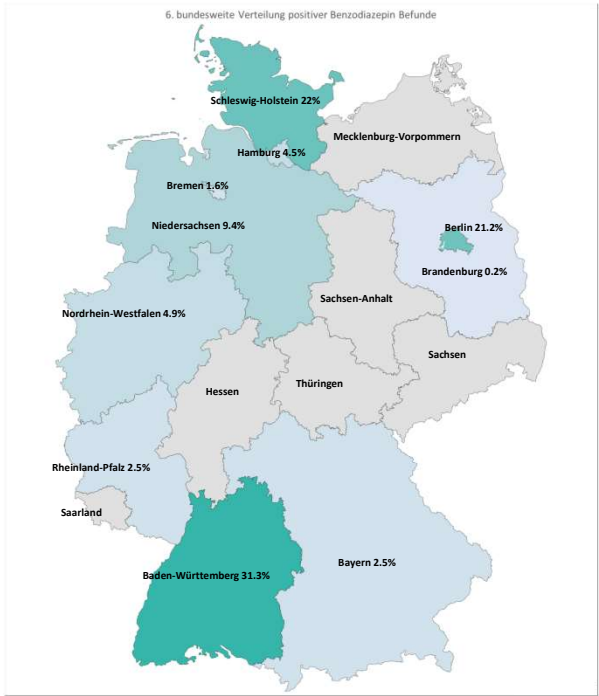 6. bundesweite Verteilung positiver Benzodiazepin Befunde
Schleswig-Holstein 22%
Mecklenburg-Vorpommern
Hamburg 4.5%
Bremen 1.6%
Niedersachsen 9.4%
Berlin 21.2%
Brandenburg 0.2%
Sachsen-Anhalt
Nordrhein-Westfalen 4.9%
Sachsen
Thüringen
Hessen
Rheinland-Pfalz 2.5%
Saarland
Bayern 2.5%
Baden-Württemberg 31.3%